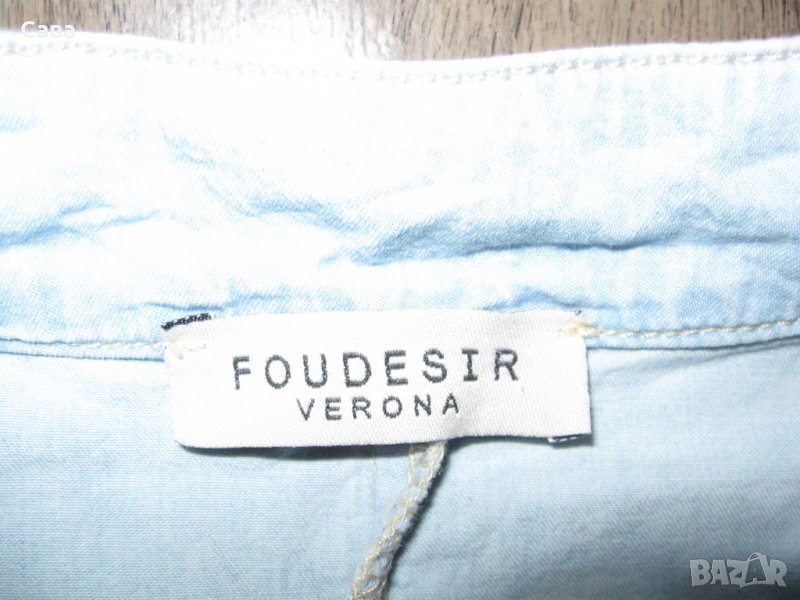 Сара
FOUDESIR
VERONA
BAZAR